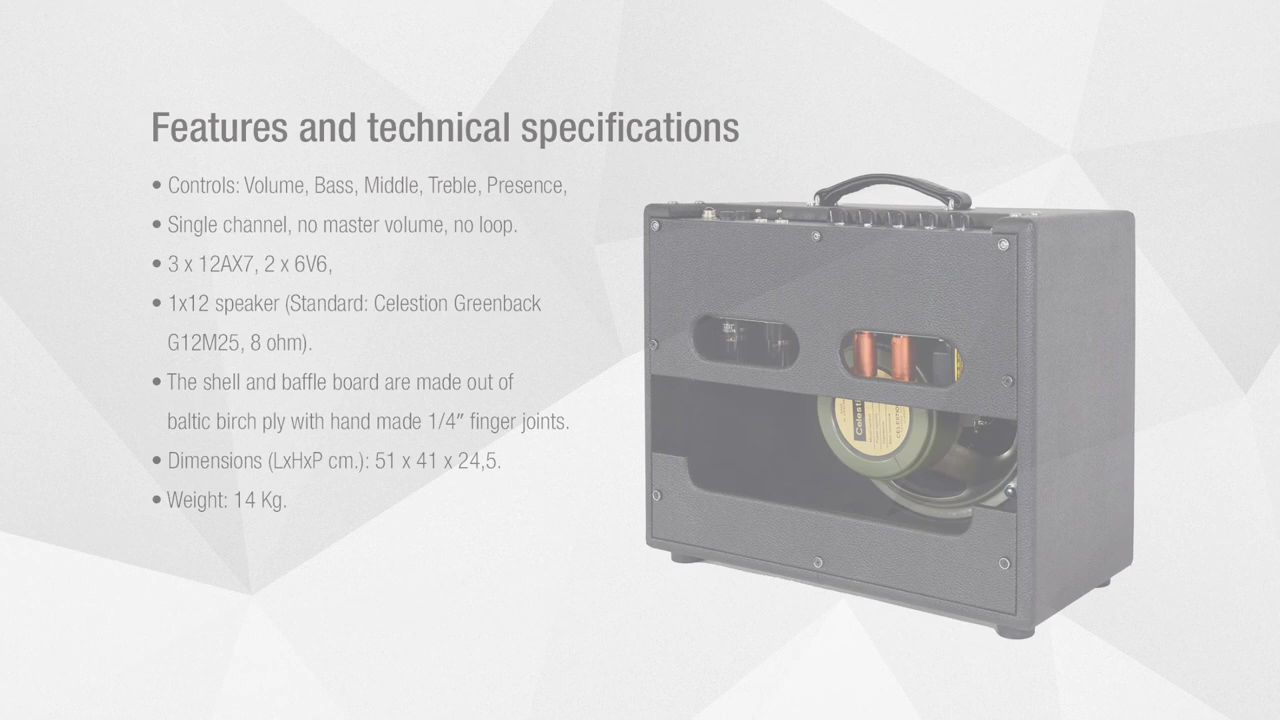 Features and technical specifications
• Controls: Volume, Bass, Middle, Treble, Presence,
• Single channel, no master volume, no loop.
• 3 x 12AX7, 2 x 6V6,
• 1x12 speaker (Standard: Celestion Greenback
G12M25, 8 ohm).
• The shell and baffle board are made out of
baltic birch ply with hand made 1/4″ finger joints.
• Dimensions (LxHxP cm.): 51 x 41 x 24,5.
• Weight: 14 Kg.